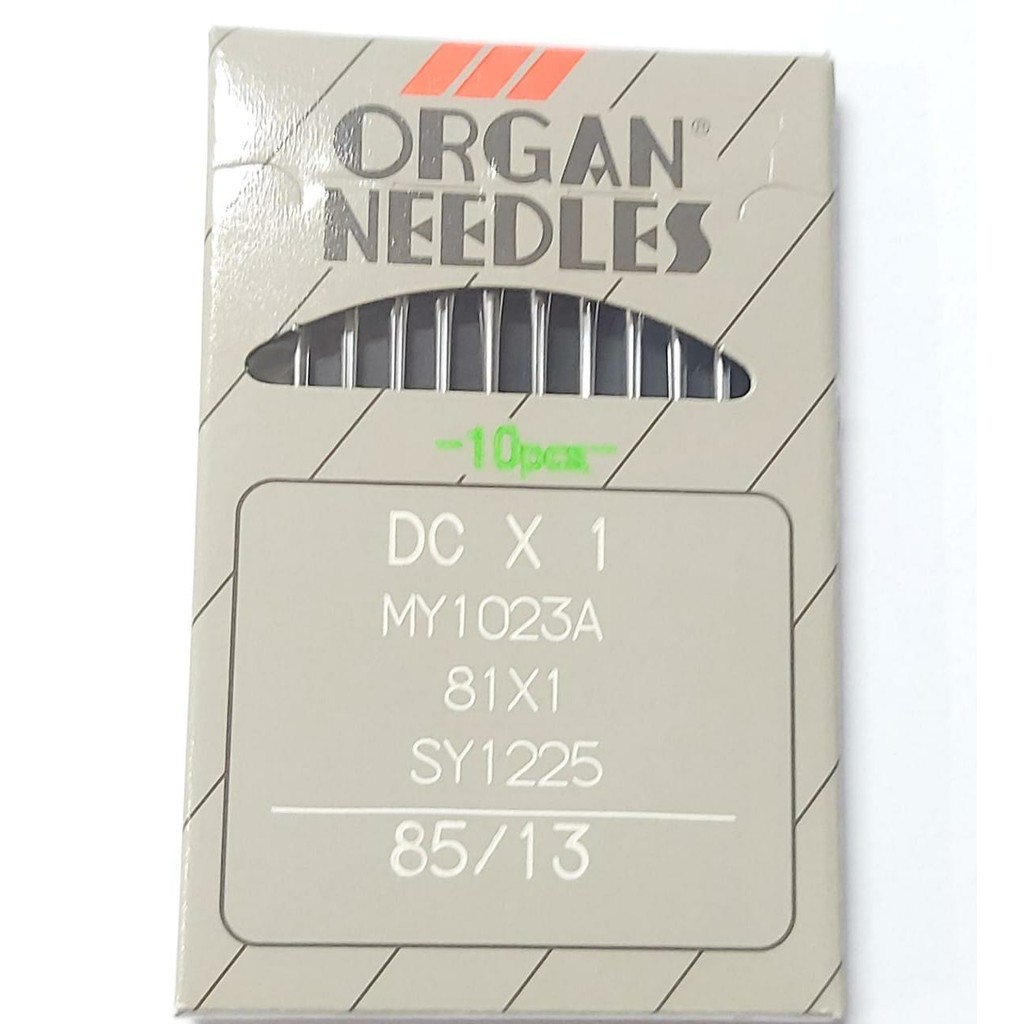 ORGAN®
NEEDLES
-10pcs-
DC X 1
MY1023A
81X1
SY1225
85/13